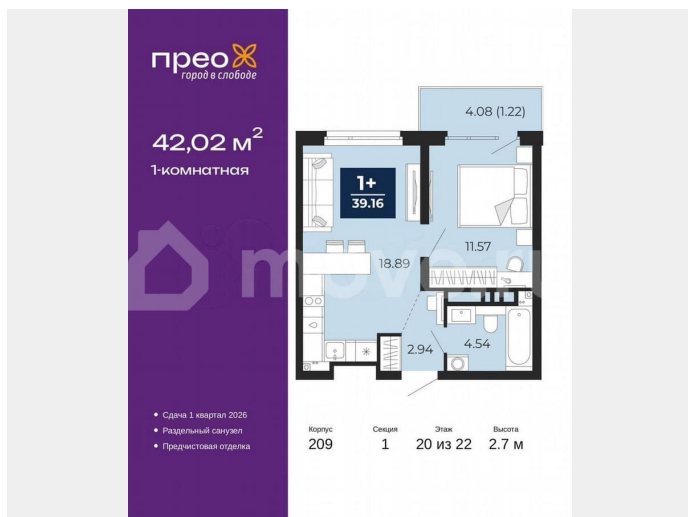 прео
город в слободе
42,02 м²
1-комнатная
• Сдача 1 квартал 2026
• Раздельный санузел
• Предчистовая отделка
4.08 (1.22)
1+
39.16
11.57
18.89
move.ru
2.94
4.54
Корпус Секция Этаж Высота
209 1 20 из 22 2.7 м